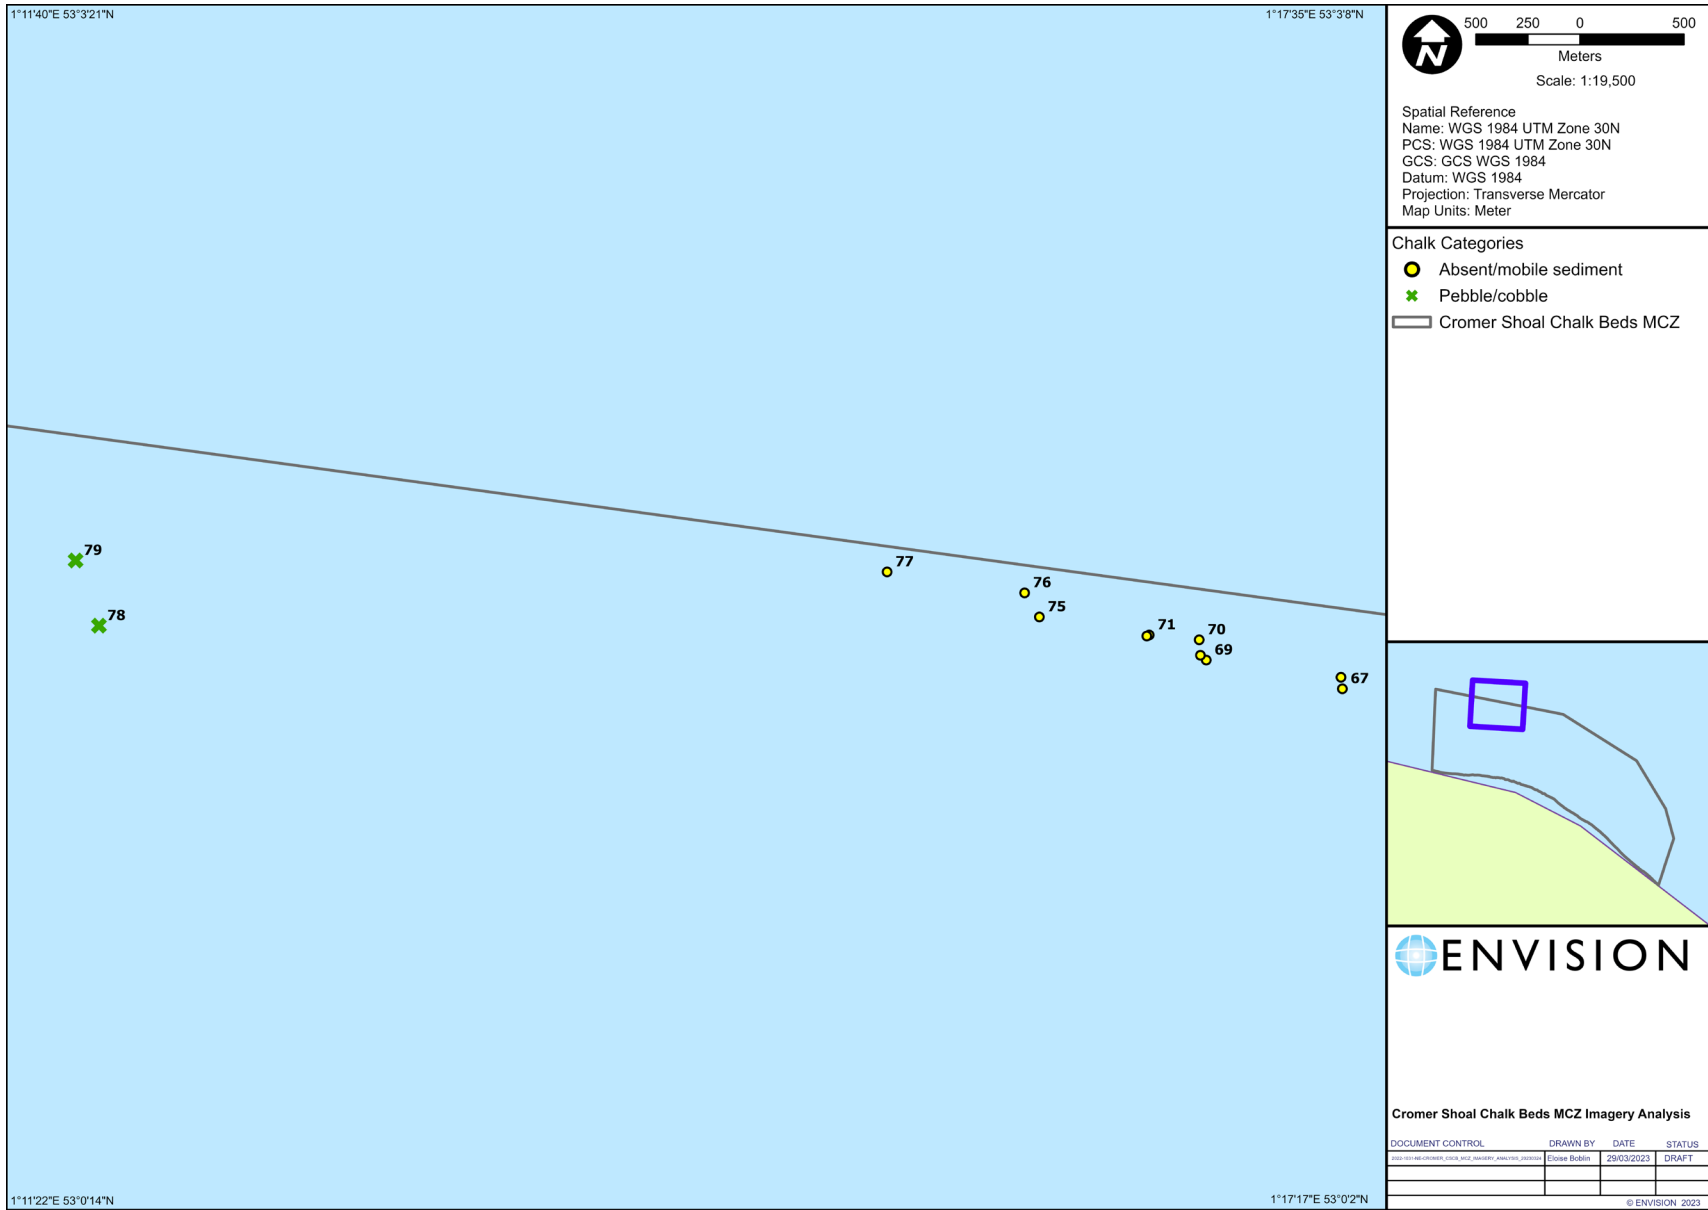 1°11'40"E 53°3'21"N
1°17'35"E 53°3'8"N
79
78
77
76
75
71
70
69
67
1°11'22"E 53°0'14"N
1°17'17"E 53°0'2"N
N
500 250 0 500
Meters
Scale: 1:19,500
Spatial Reference
Name: WGS 1984 UTM Zone 30N
PCS: WGS 1984 UTM Zone 30N
GCS: GCS WGS 1984
Datum: WGS 1984
Projection: Transverse Mercator
Map Units: Meter
Chalk Categories
Absent/mobile sediment
Pebble/cobble
Cromer Shoal Chalk Beds MCZ
ENVISION
Cromer Shoal Chalk Beds MCZ Imagery Analysis
DOCUMENT CONTROL DRAWN BY DATE STATUS
Eloise Boblin 29/03/2023 DRAFT
© ENVISION 2023